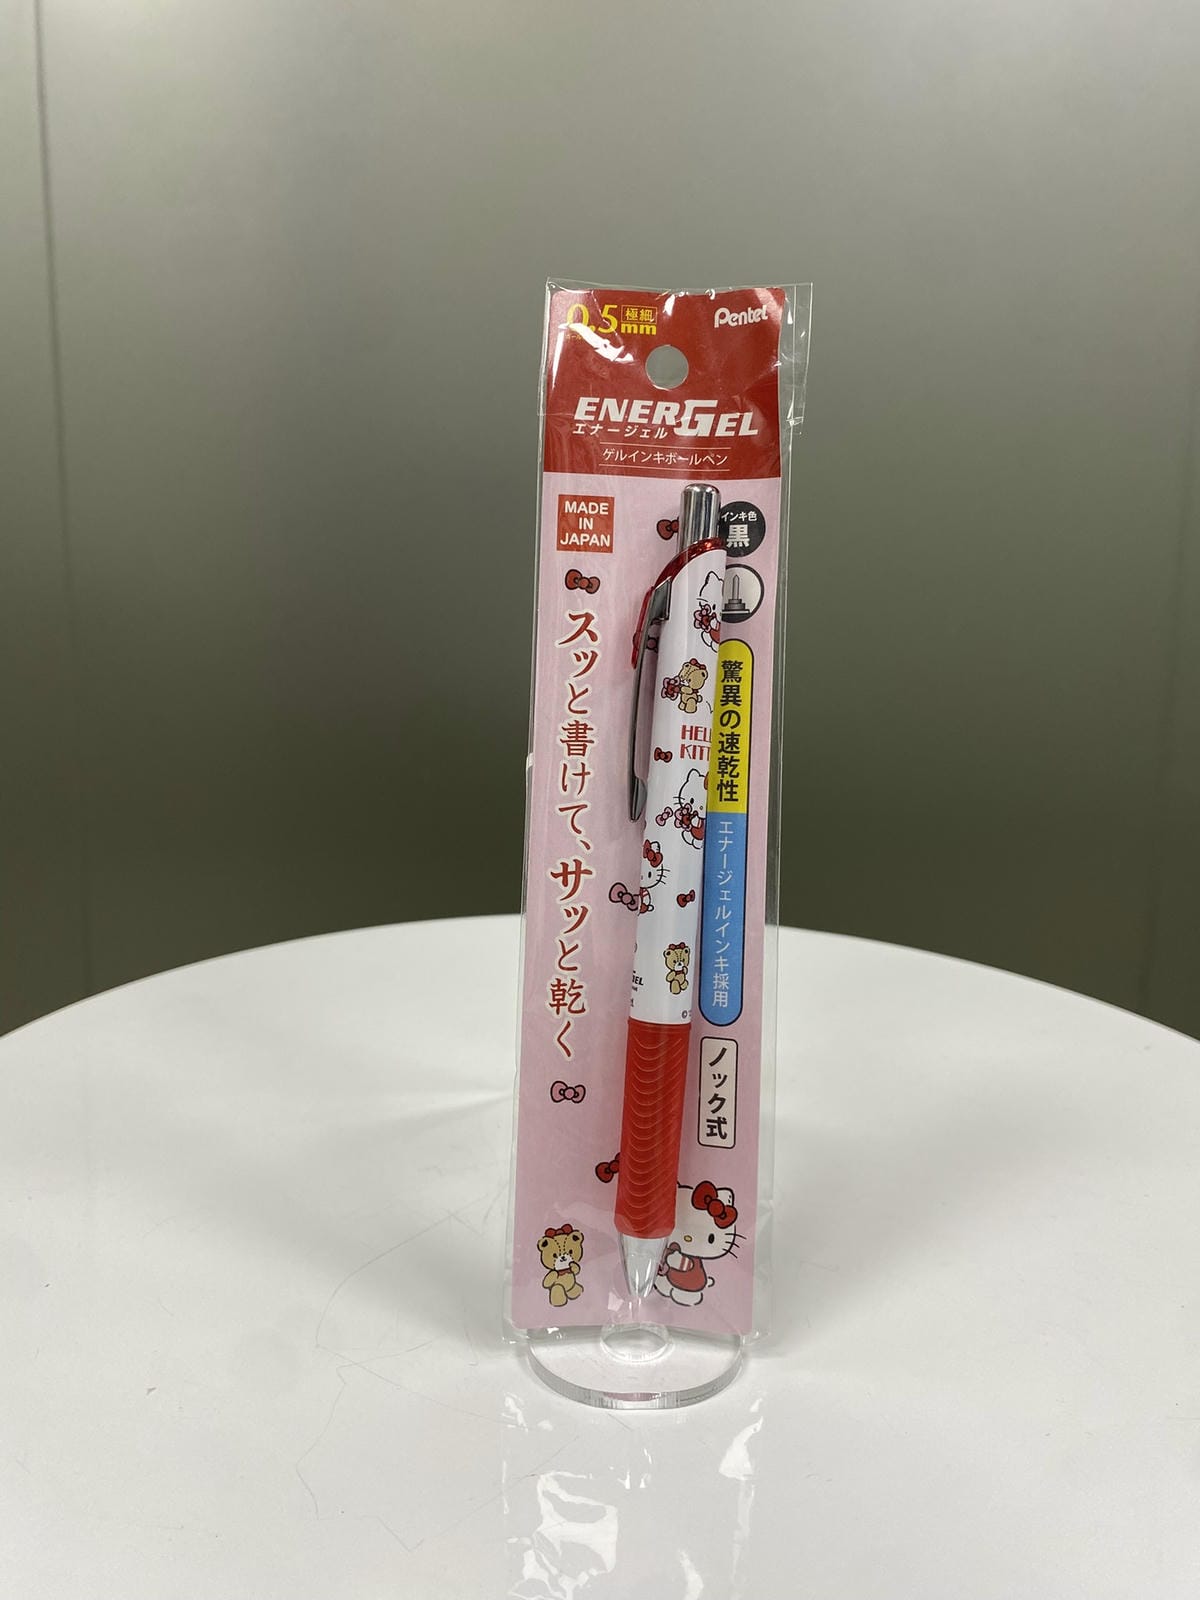 0.5mm
極細
Pentel
ENERGEL
エナージェル
ゲルインキボールペン
MADE
IN
JAPAN
インキ色
黒
スッと書けて、サッと乾く
驚異の速乾性
エナージェルインキ採用
ノック式
HELL
KITT
GEL